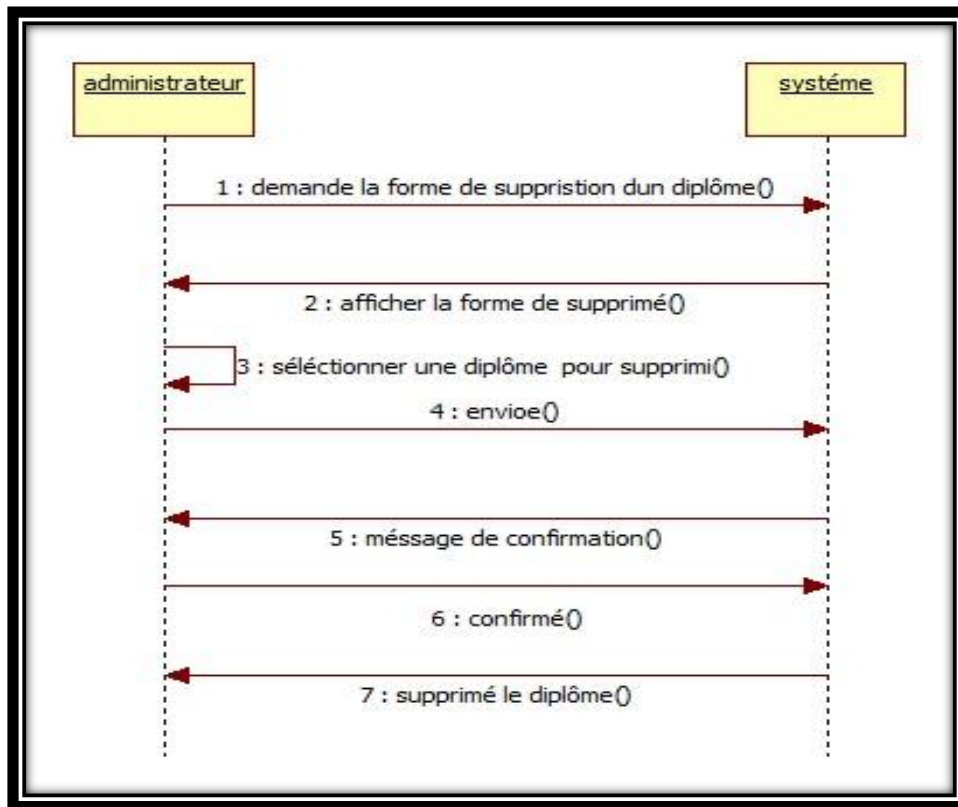 administrateur
systéme
1 : demande la forme de suppristion dun diplôme()
2 : afficher la forme de supprimé()
3 : séléctionner une diplôme pour supprimi()
4 : envioe()
5 : méssage de confirmation()
6 : confirmé()
7 : supprimé le diplôme()